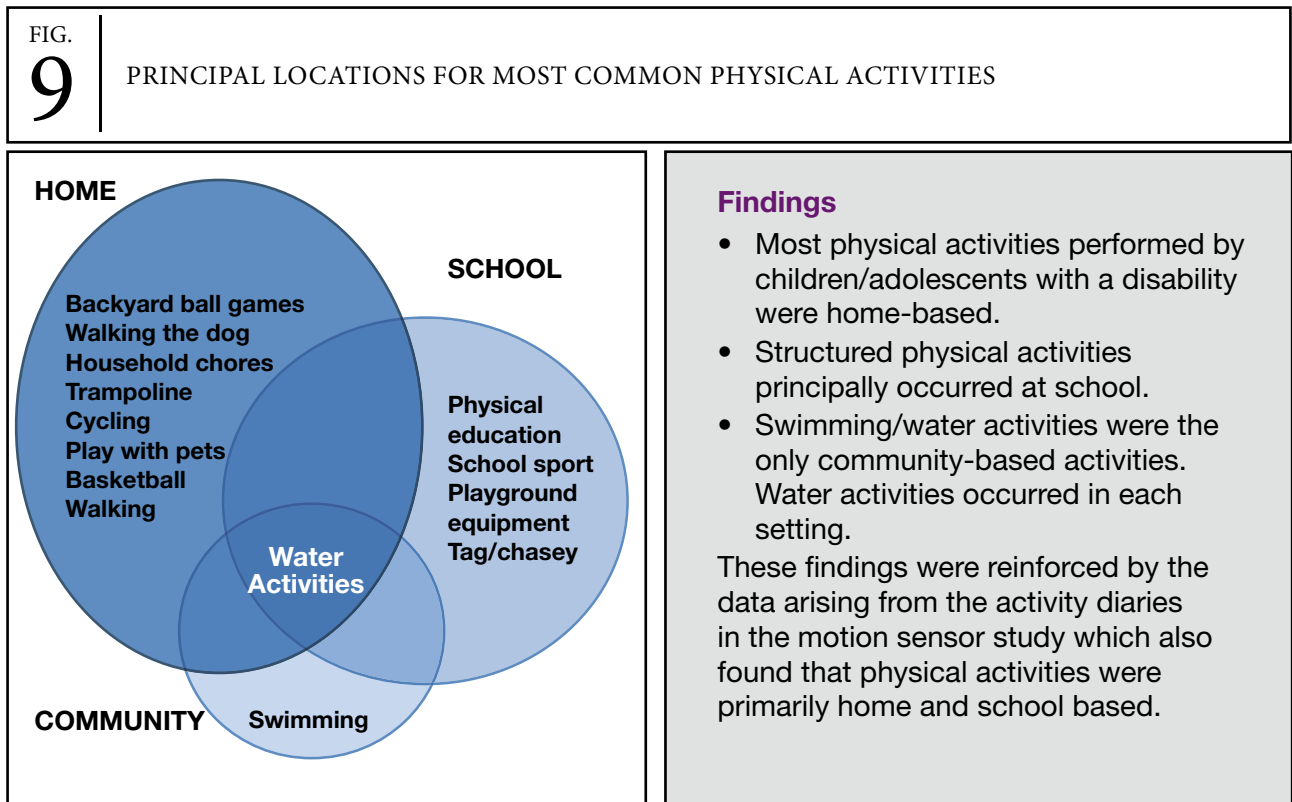 FIG.
9
PRINCIPAL LOCATIONS FOR MOST COMMON PHYSICAL ACTIVITIES
HOME
Backyard ball games
Walking the dog
Household chores
Trampoline
Cycling
Play with pets
Basketball
Walking
SCHOOL
Physical
education
School sport
Playground
equipment
Tag/chasey
Water
Activities
COMMUNITY
Swimming
Findings
• Most physical activities performed by
children/adolescents with a disability
were home-based.
• Structured physical activities
principally occurred at school.
• Swimming/water activities were the
only community-based activities.
Water activities occurred in each
setting.
These findings were reinforced by the
data arising from the activity diaries
in the motion sensor study which also
found that physical activities were
primarily home and school based.